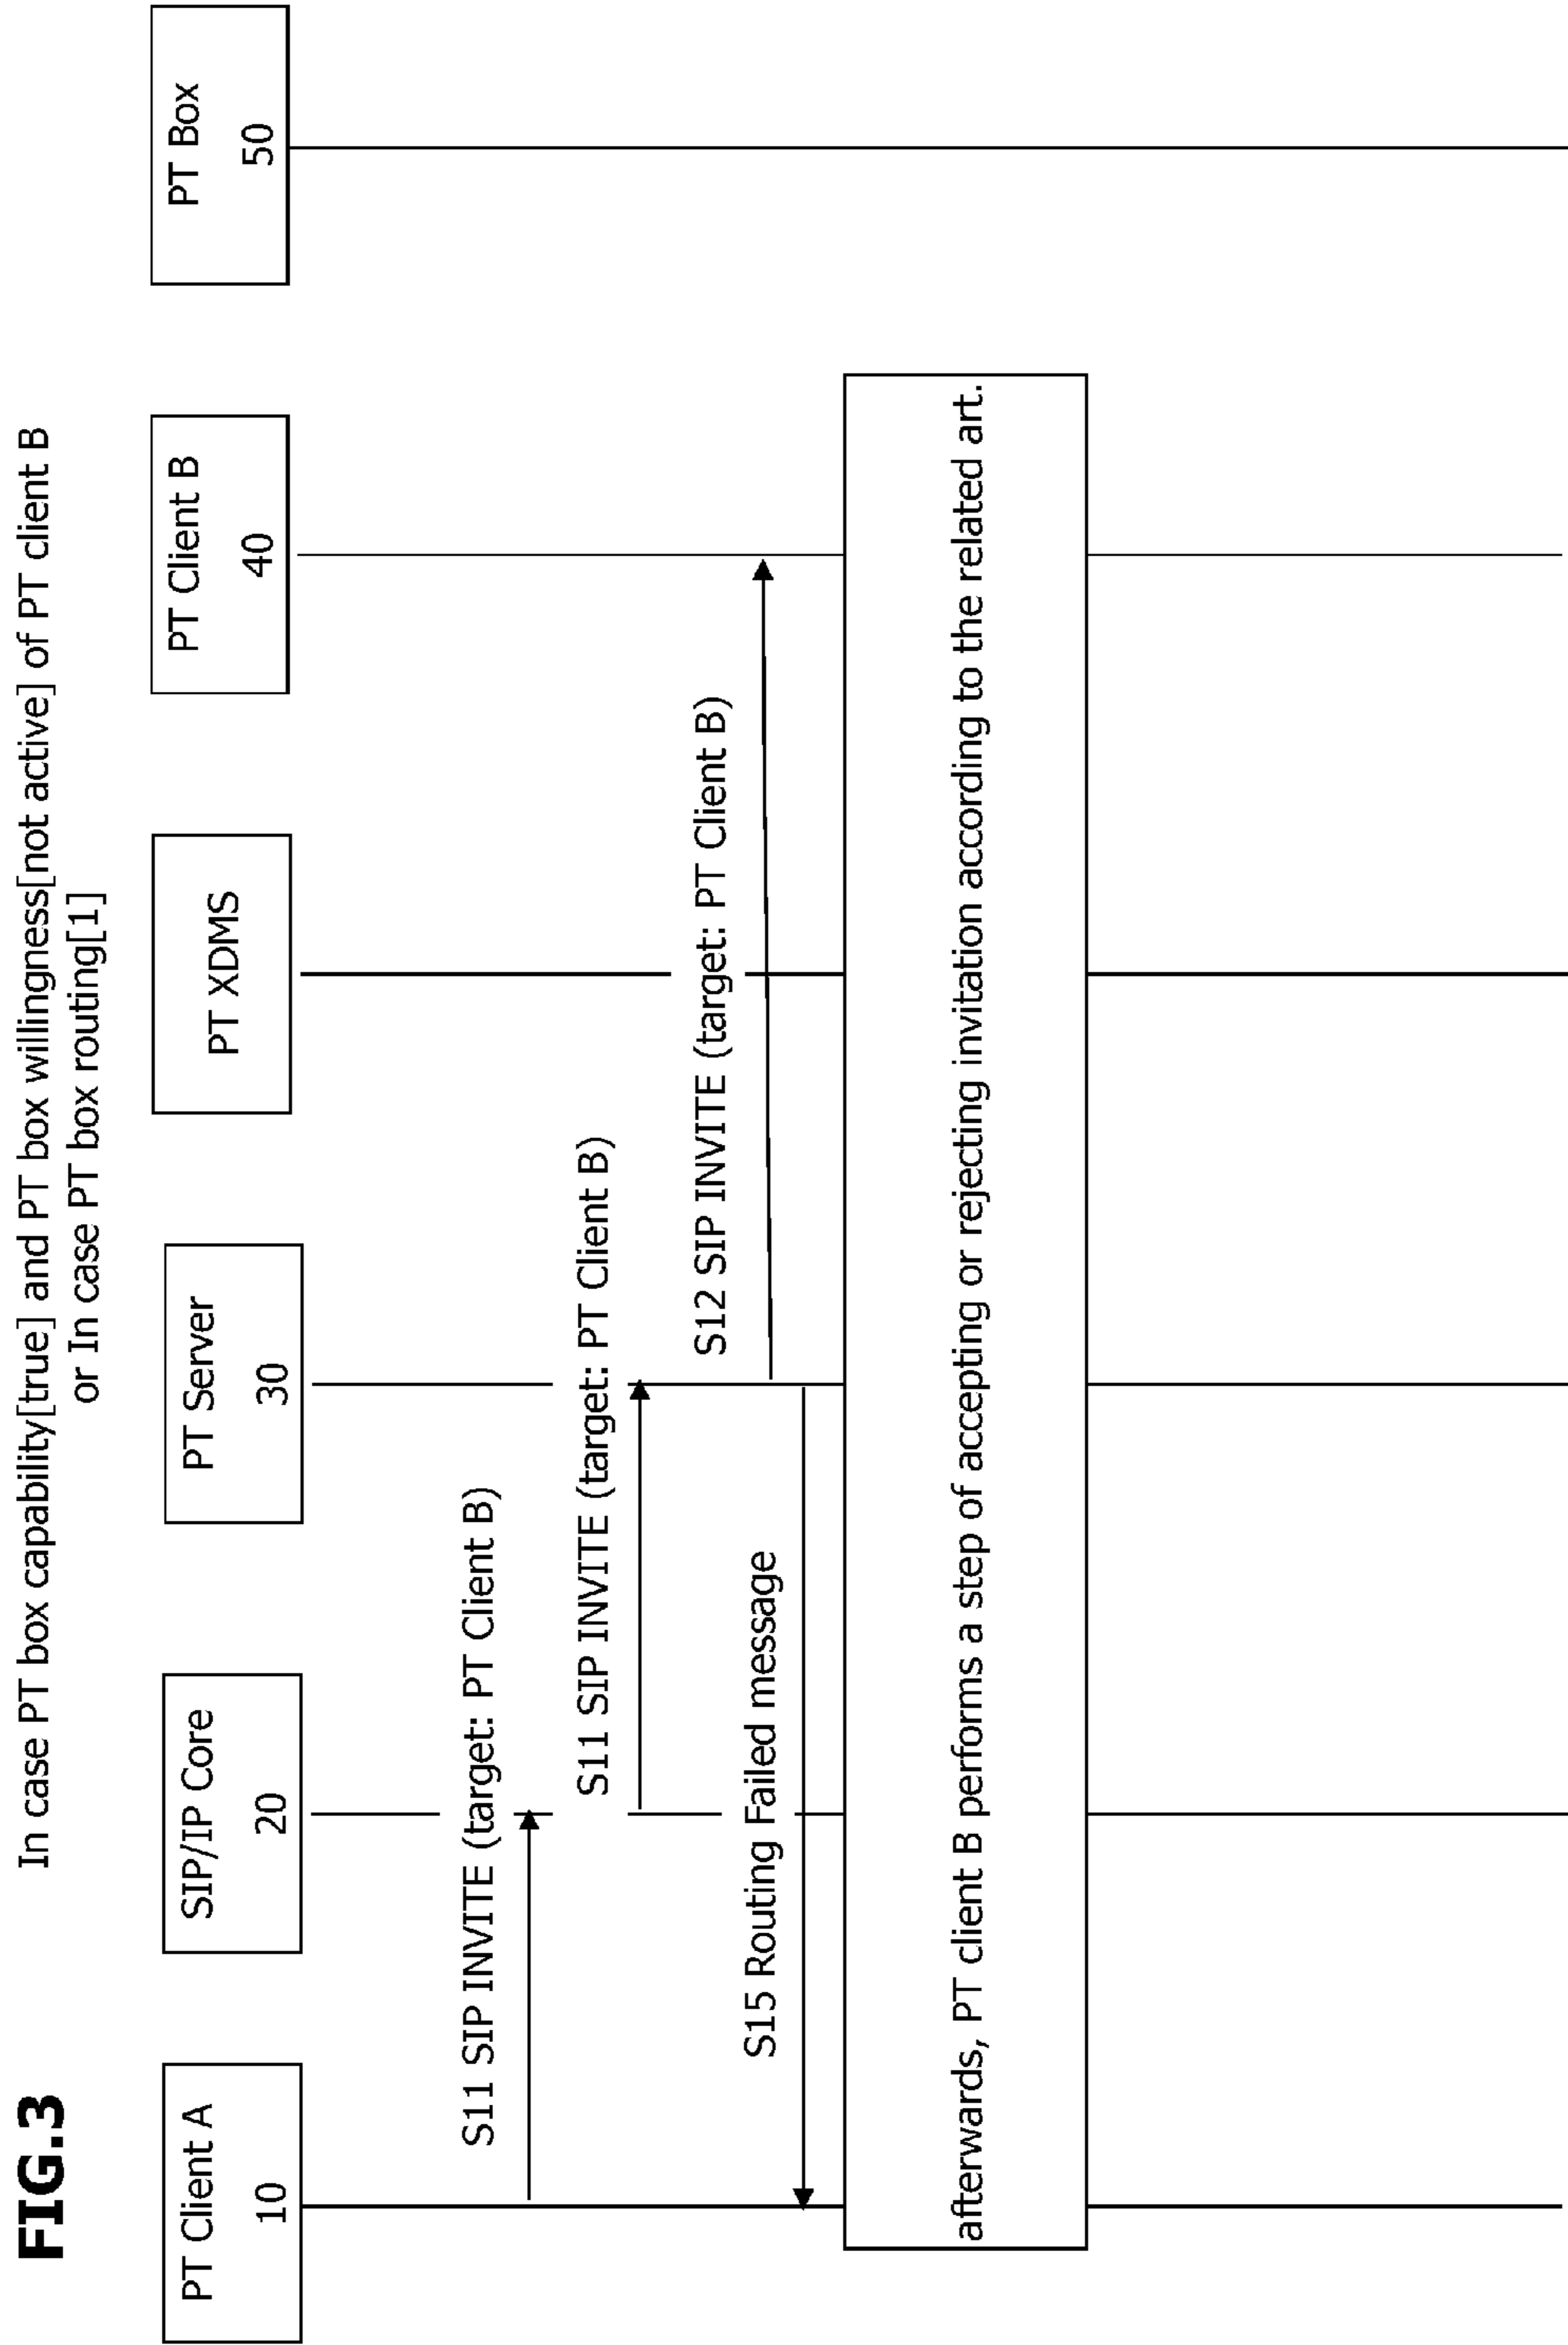 FIG.3
In case PT box capability[true] and PT box willingness[not active] of PT client B
or In case PT box routing[1]
PT Client A
10
SIP/IP Core
20
PT Server
30
PT XDMS
PT Client B
40
PT Box
50
S11 SIP INVITE (target: PT Client B)
S11 SIP INVITE (target: PT Client B)
S12 SIP INVITE (target: PT Client B)
S15 Routing Failed message
afterwards, PT client B performs a step of accepting or rejecting invitation according to the related art.